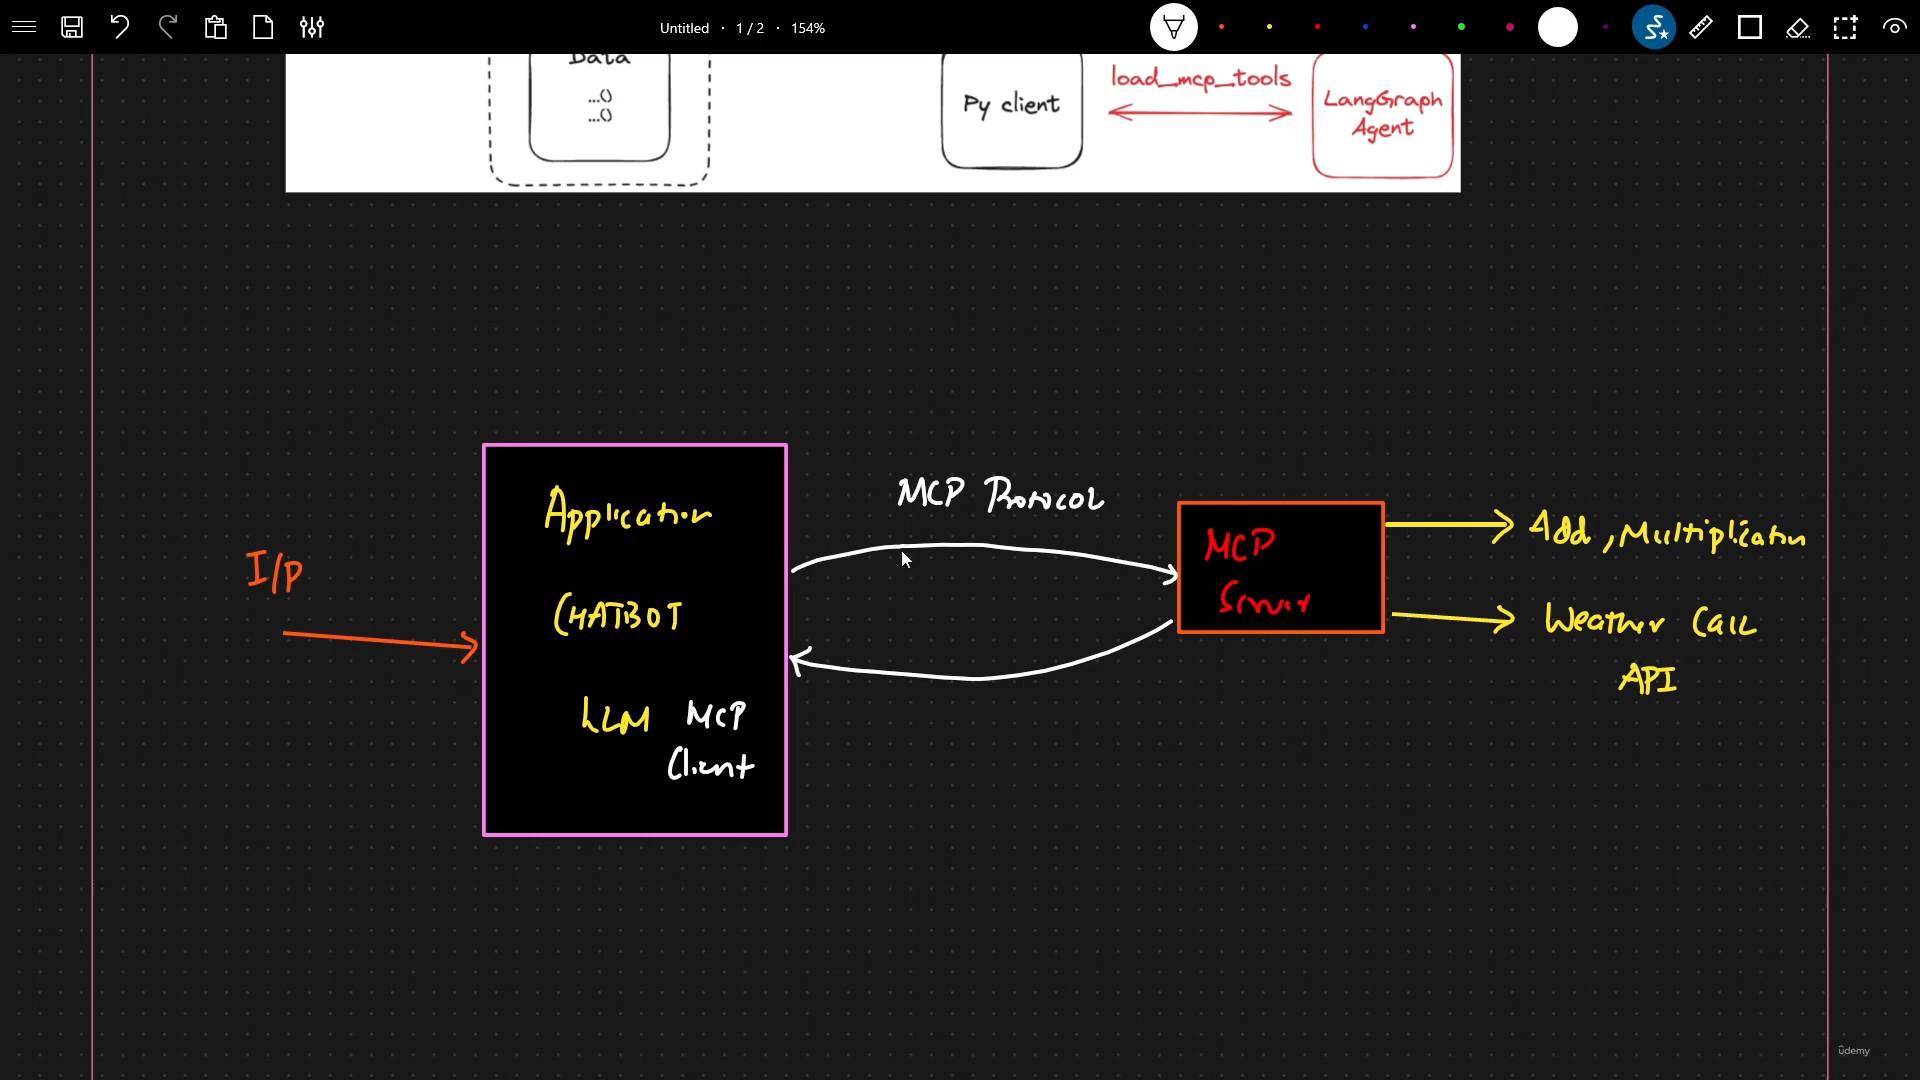 Untitled · 1 / 2 · 154%
Data
...()
...()
Py client
load_mcp_tools
LangGraph
Agent
I/P
Application
CHATBOT
LLM MCP
Client
MCP Protocol
MCP
Server
Add, Multiplication
Weather Call
API
udemy